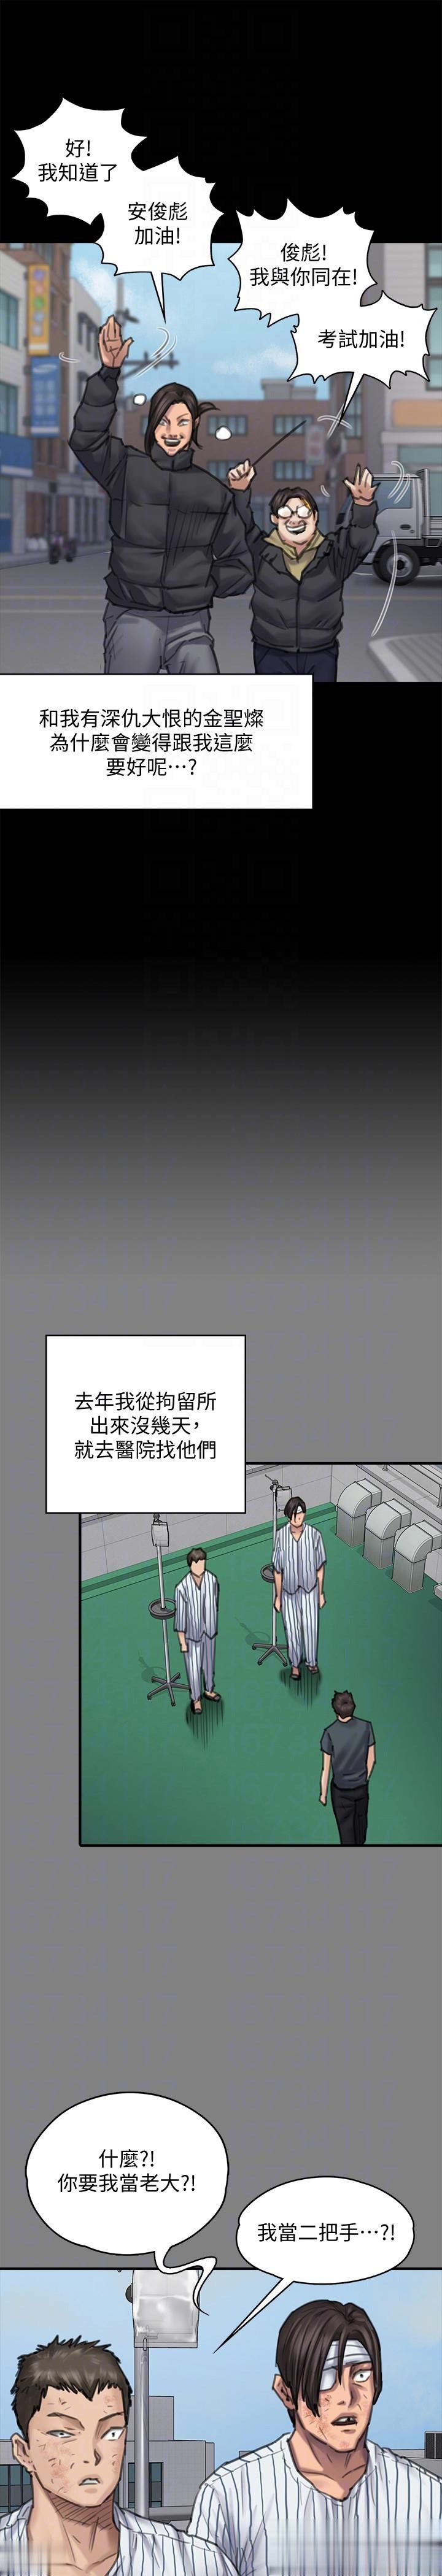 好!
我知道了
安俊彪
加油!
俊彪!
我與你同在!
考試加油!
和我有深仇大恨的金聖燦
為什麼會變得跟我這麼
要好呢…?
16734117
去年我從拘留所
出來沒幾天，
就去醫院找他們
16734117
什麼?!
你要我當老大?!
我當二把手…?!